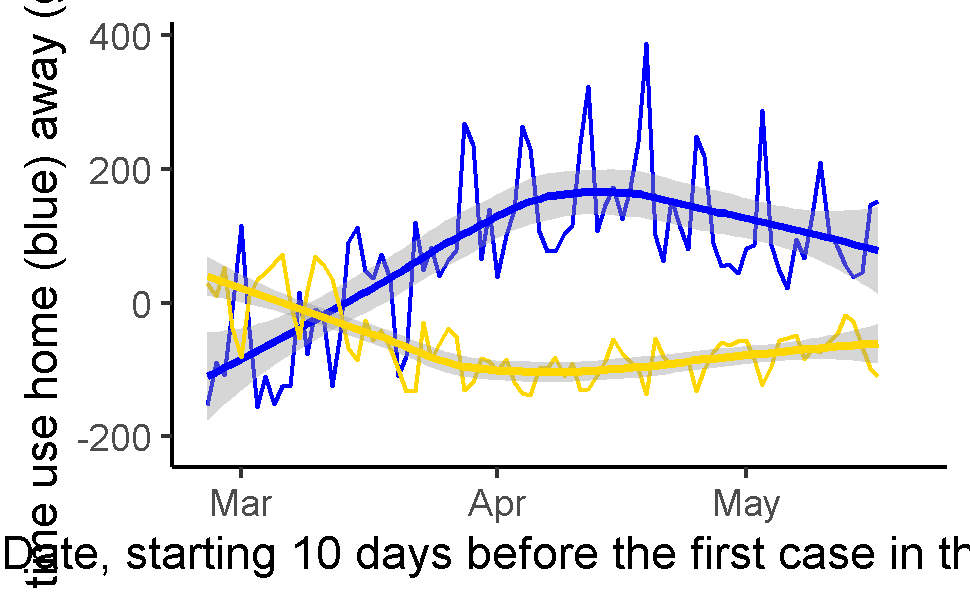 time use home (blue) away (
400
200
0
-200
Mar Apr May
Date, starting 10 days before the first case in th